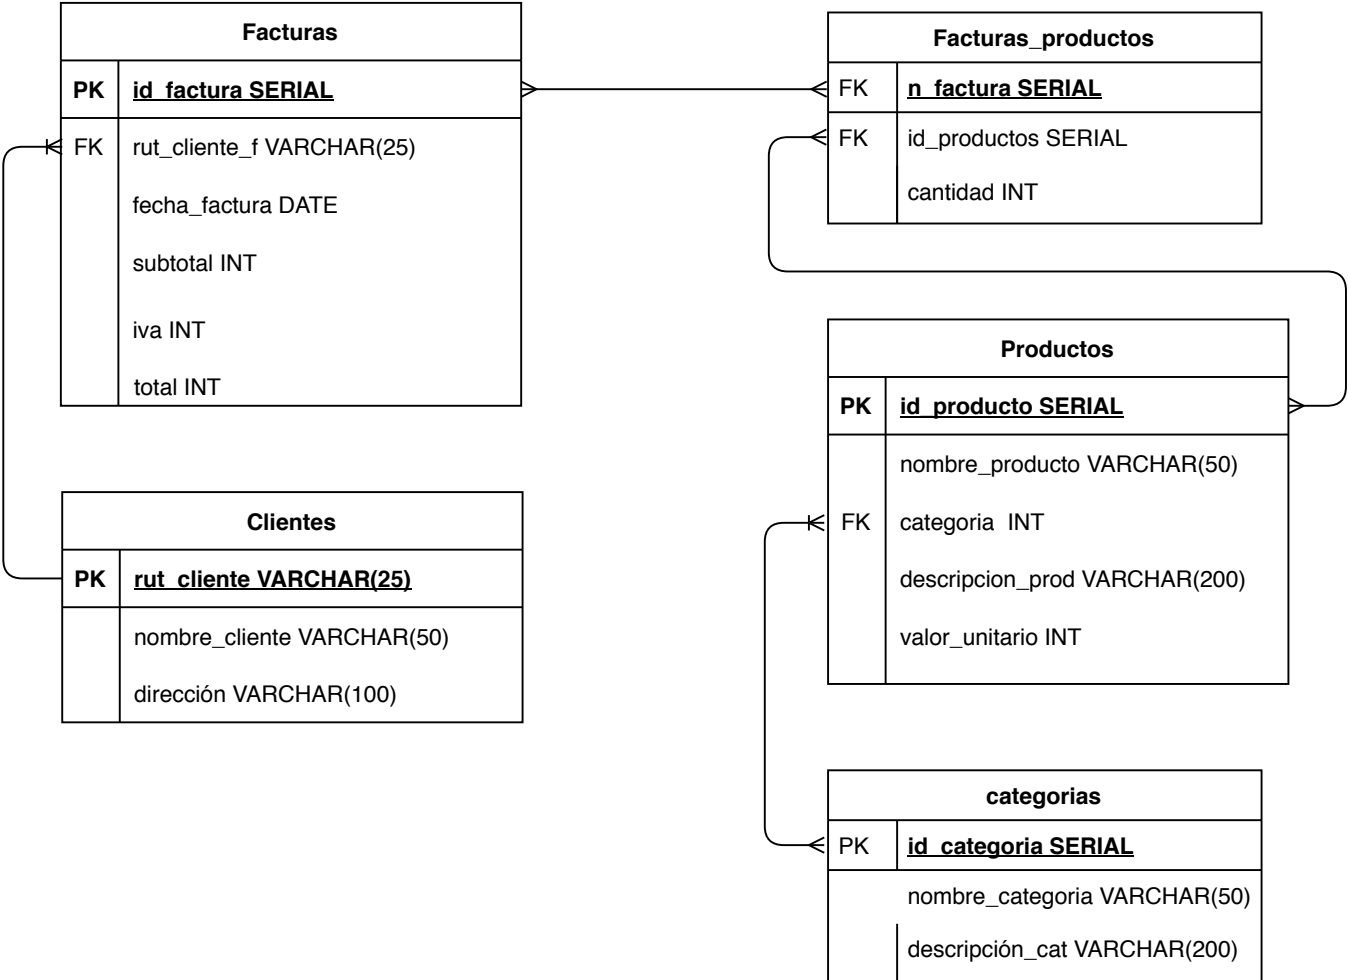 Facturas
PK id_factura SERIAL
FK rut_cliente_f VARCHAR(25)
fecha_factura DATE
subtotal INT
iva INT
total INT
Facturas_productos
FK n_factura SERIAL
FK id_productos SERIAL
cantidad INT
Clientes
PK rut_cliente VARCHAR(25)
nombre_cliente VARCHAR(50)
dirección VARCHAR(100)
Productos
PK id_producto SERIAL
nombre_producto VARCHAR(50)
FK categoria INT
descripcion_prod VARCHAR(200)
valor_unitario INT
categorias
PK id_categoria SERIAL
nombre_categoria VARCHAR(50)
descripción_cat VARCHAR(200)